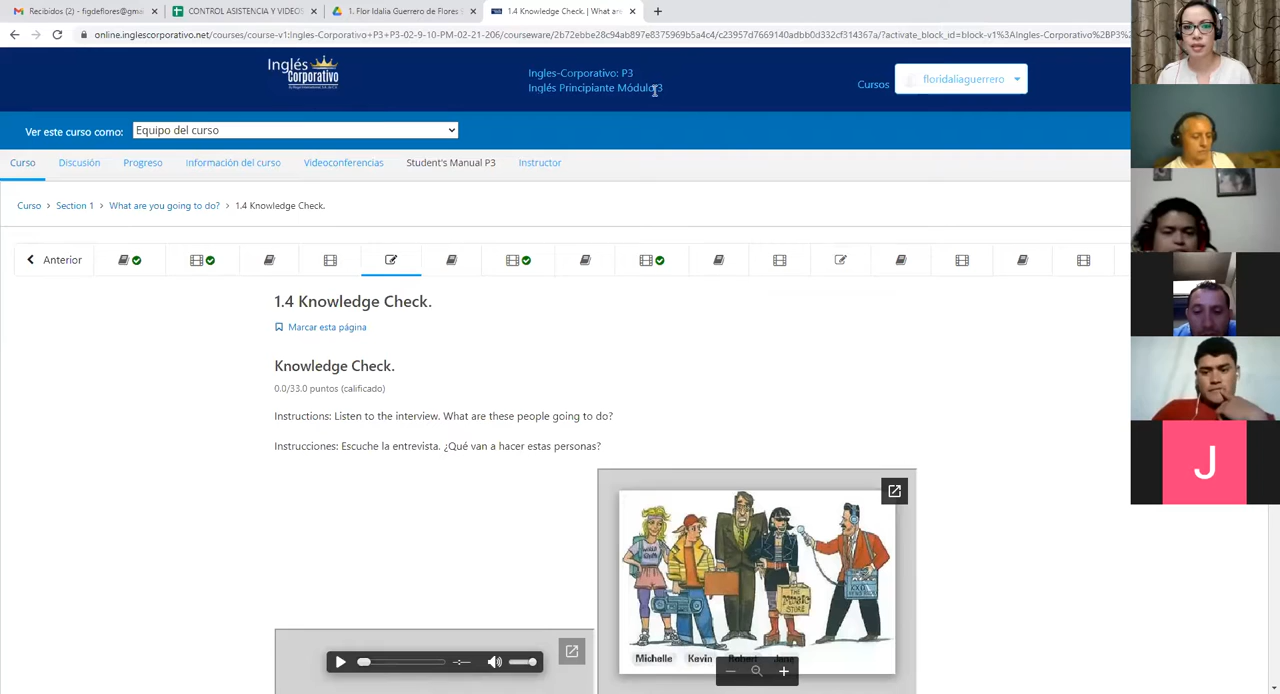 Recibidos (2) - figdeflores@gmai
CONTROL ASISTENCIA Y VIDEOS
1. Flor Idalia Guerrero de Flores
1.4 Knowledge Check. | What are
online.inglescorporativo.net/courses/course-v1:Ingles-Corporativo+P3+P3-02-9-10-PM-02-21-206/courseware/2b72ebbe28c94ab897e8375969b5a4c4/c23957d7669140adbb0d332cf314367a/?activate_block_id=block-v1%3AIngles-Corporativo%2BP3%
Inglés
Corporativo
Ingles-Corporativo: P3
Inglés Principiante Módulo 3
Cursos
floridaliaguerrero
Ver este curso como:
Equipo del curso
Curso
Discusión
Progreso
Información del curso
Videoconferencias
Student's Manual P3
Instructor
Curso > Section 1 > What are you going to do? > 1.4 Knowledge Check.
Anterior
1.4 Knowledge Check.
Marcar esta página
Knowledge Check.
0.0/33.0 puntos (calificado)
Instructions: Listen to the interview. What are these people going to do?
Instrucciones: Escuche la entrevista. ¿Qué van a hacer estas personas?
The Music
STORE
Michelle Kevin Robert Jane
J